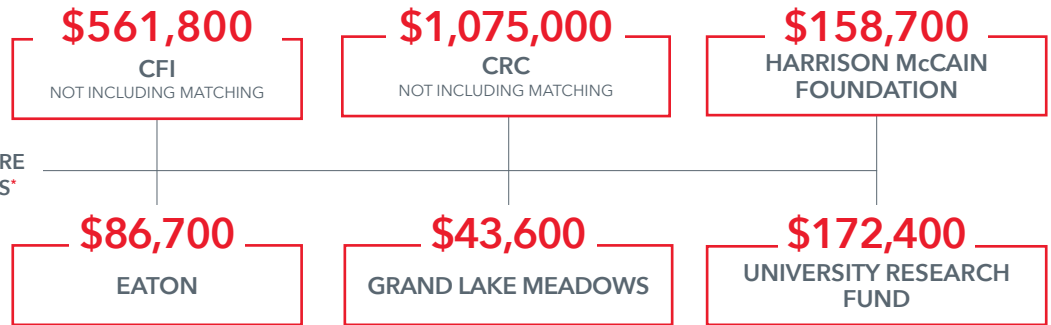 $561,800
CFI
NOT INCLUDING MATCHING
$1,075,000
CRC
NOT INCLUDING MATCHING
$158,700
HARRISON McCAIN
FOUNDATION
$86,700
EATON
$43,600
GRAND LAKE MEADOWS
$172,400
UNIVERSITY RESEARCH
FUND